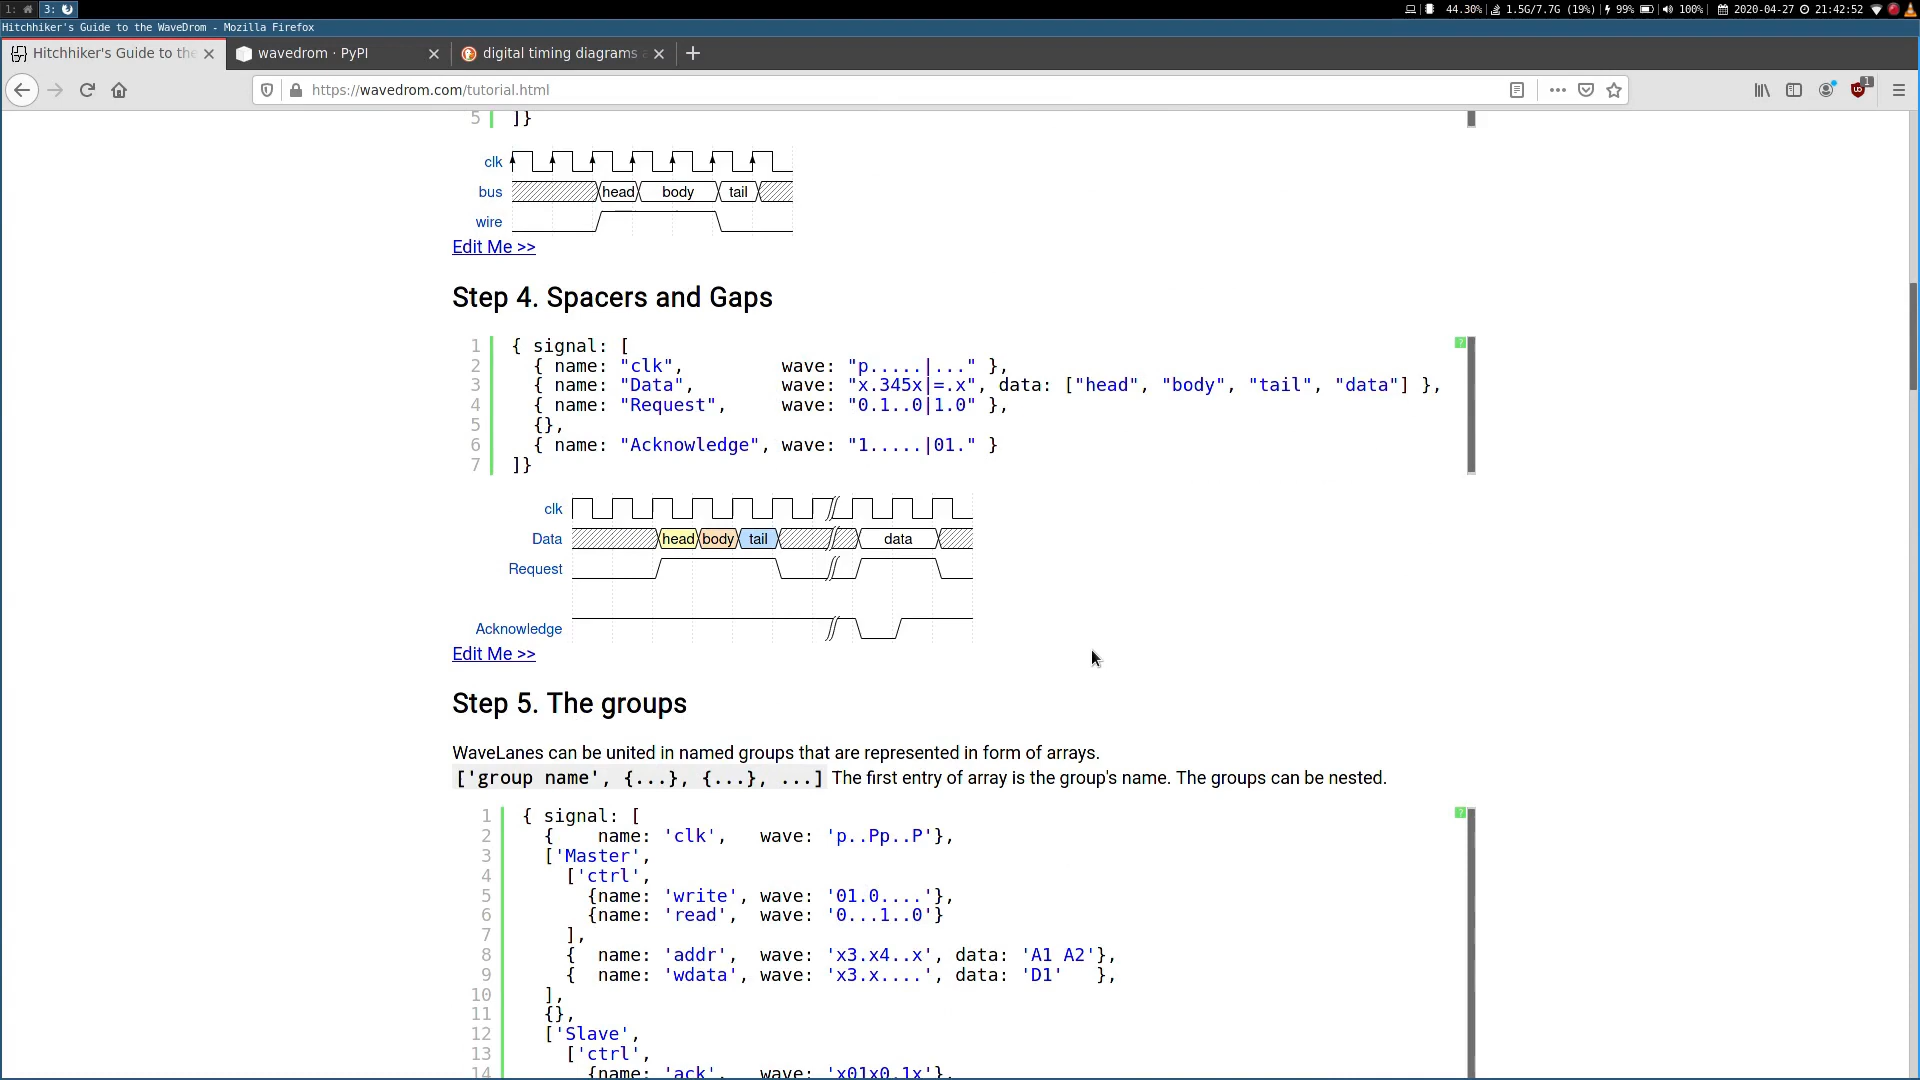 1: 3: 44.30% 1.5G/7.7G (19%) 99% 100% 2020-04-27 21:42:52
Hitchhiker's Guide to the WaveDrom - Mozilla Firefox
Hitchhiker's Guide to the wavedrom · PyPI digital timing diagrams
https://wavedrom.com/tutorial.html
5 ]}
clk
bus head body tail
wire
Edit Me >>
Step 4. Spacers and Gaps
1 { signal: [
2 { name: "clk", wave: "p.....|..." },
3 { name: "Data", wave: "x.345x|=.x", data: ["head", "body", "tail", "data"] },
4 { name: "Request", wave: "0.1..0|1.0" },
5 {},
6 { name: "Acknowledge", wave: "1.....|01." }
7 ]}
clk
Data head body tail data
Request
Acknowledge
Edit Me >>
Step 5. The groups
WaveLanes can be united in named groups that are represented in form of arrays.
['group name', {...}, {...}, ...] The first entry of array is the group's name. The groups can be nested.
1 { signal: [
2 { name: 'clk', wave: 'p..Pp..P'},
3 ['Master',
4 ['ctrl',
5 {name: 'write', wave: '01.0....'},
6 {name: 'read', wave: '0...1..0'}
7 ],
8 { name: 'addr', wave: 'x3.x4..x', data: 'A1 A2'},
9 { name: 'wdata', wave: 'x3.x....', data: 'D1' },
10 ],
11 {},
12 ['Slave',
13 ['ctrl',
14 {name: 'ack', wave: 'x01x0.1x'},